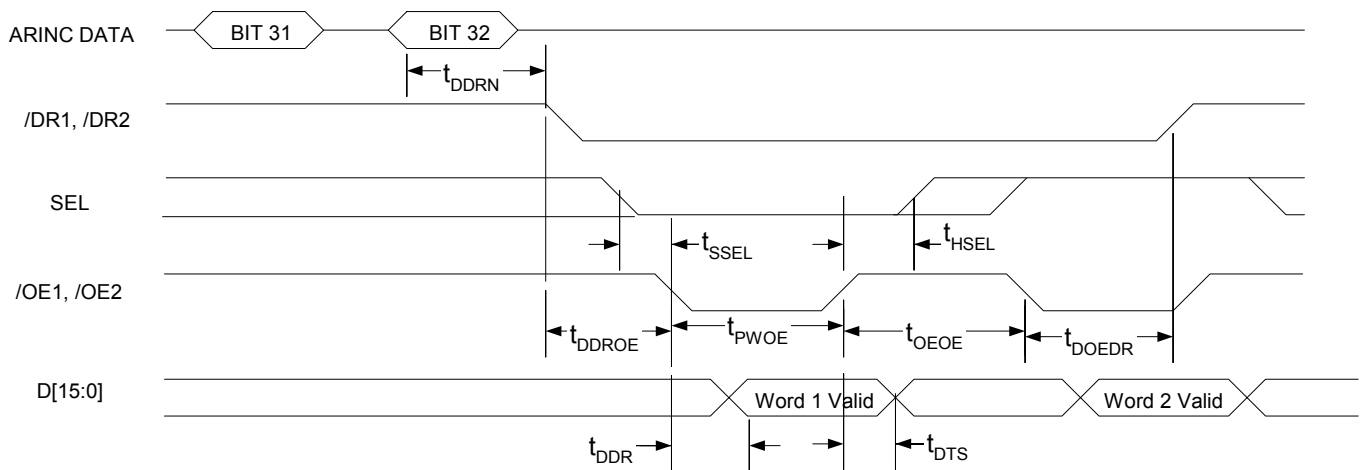 ARINC DATA
BIT 31
BIT 32
tDDRN
/DR1, /DR2
SEL
tSSEL
tHSEL
/OE1, /OE2
tDDROE
tPWOE
tOEOE
tDOEDR
D[15:0]
Word 1 Valid
Word 2 Valid
tDDR
tDTS